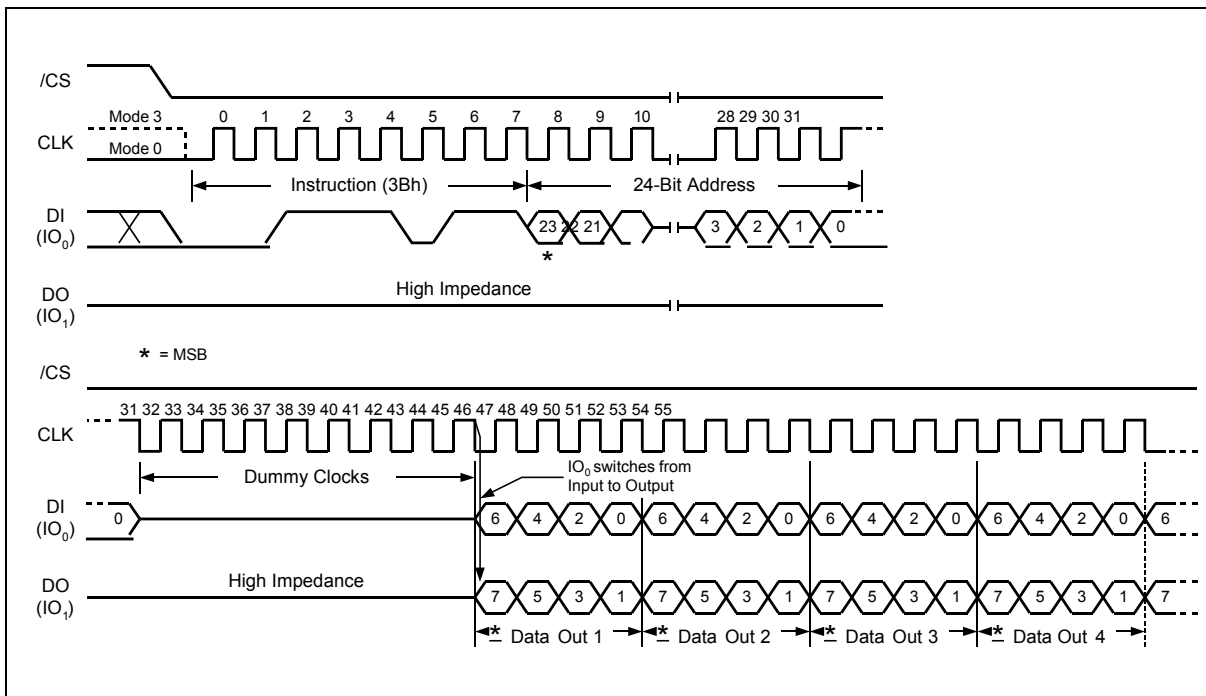 /CS
Mode 3 0 1 2 3 4 5 6 7 8 9 10 28 29 30 31
CLK
Mode 0
Instruction (3Bh) 24-Bit Address
DI
(IO0)
23 22 21 3 2 1 0
*
High Impedance
DO
(IO1)
* = MSB
/CS
31 32 33 34 35 36 37 38 39 40 41 42 43 44 45 46 47 48 49 50 51 52 53 54 55
CLK
Dummy Clocks
IO0 switches from
Input to Output
DI
(IO0)
0 6 4 2 0 6 4 2 0 6 4 2 0 6 4 2 0 6
High Impedance
DO
(IO1)
7 5 3 1 7 5 3 1 7 5 3 1 7 5 3 1 7
* Data Out 1 * Data Out 2 * Data Out 3 * Data Out 4